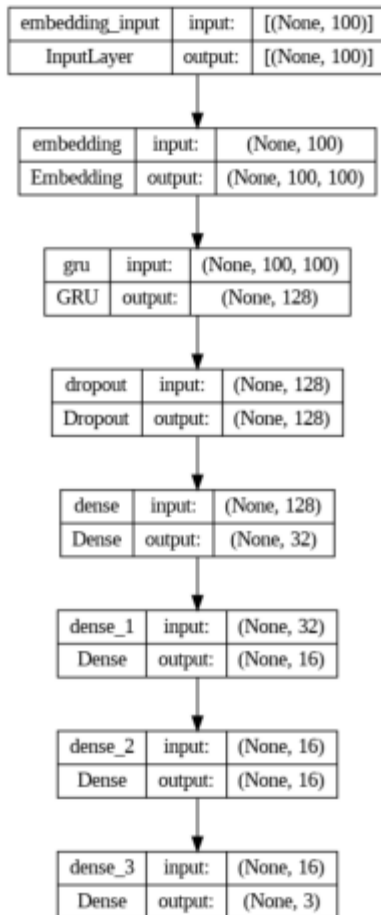 embedding_input input: [(None, 100)]
InputLayer output: [(None, 100)]
embedding input: (None, 100)
Embedding output: (None, 100, 100)
gru input: (None, 100, 100)
GRU output: (None, 128)
dropout input: (None, 128)
Dropout output: (None, 128)
dense input: (None, 128)
Dense output: (None, 32)
dense_1 input: (None, 32)
Dense output: (None, 16)
dense_2 input: (None, 16)
Dense output: (None, 16)
dense_3 input: (None, 16)
Dense output: (None, 3)